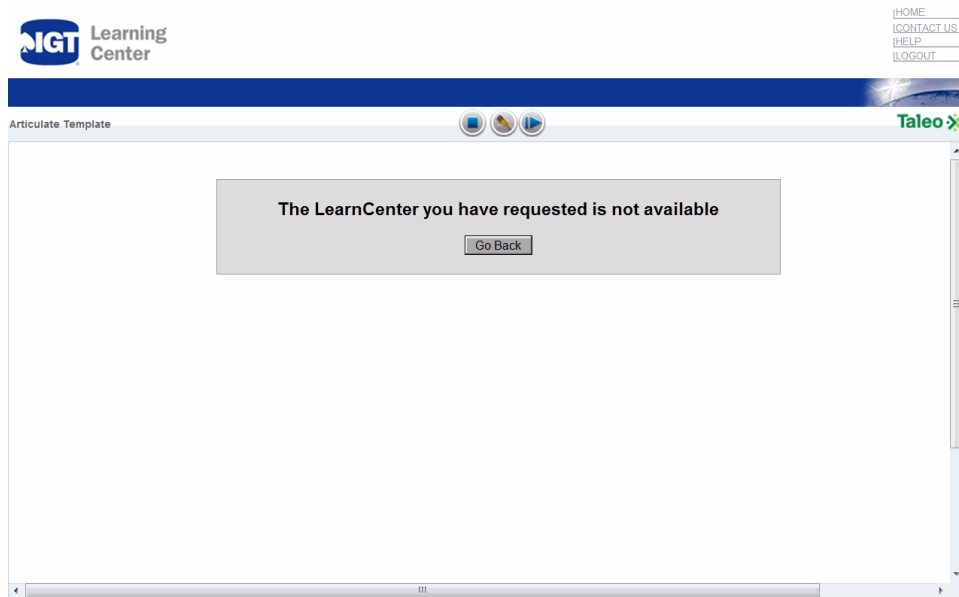 IGT Learning
Center
|HOME
|CONTACT US
|HELP
|LOGOUT
Articulate Template
Taleo
The LearnCenter you have requested is not available
Go Back